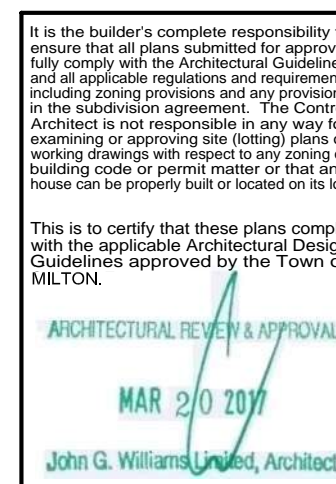 It is the builder's complete responsibility
ensure that all plans submitted for approv
fully comply with the Architectural Guideline
and all applicable regulations and requiremen
including zoning provisions and any provision
in the subdivision agreement. The Contr
Architect is not responsible in any way fo
examining or approving site (lotting) plans o
working drawings with respect to any zoning
building code or permit matter or that an
house can be properly built or located on its lo
This is to certify that these plans compl
with the applicable Architectural Desig
Guidelines approved by the Town o
MILTON.
ARCHITECTURAL REVIEW & APPROVAL
MAR 20 2017
John G. Williams Limited, Architect